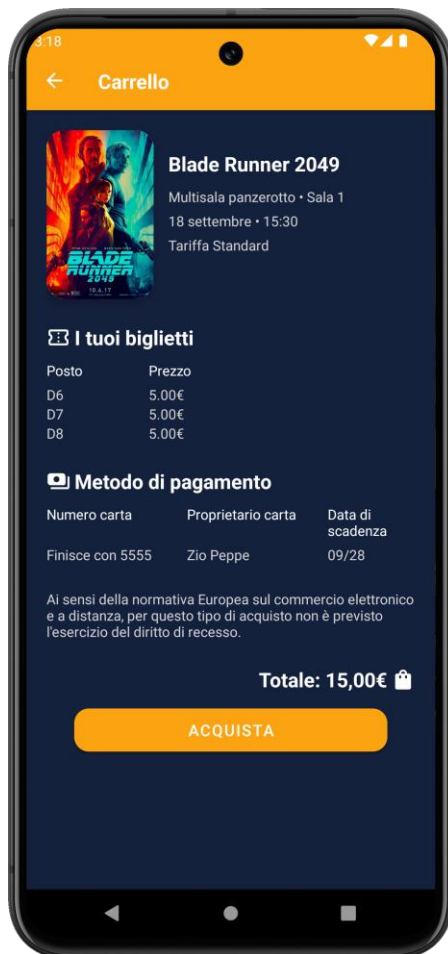 3:18
Carrello
Blade Runner 2049
Multisala panzerotto • Sala 1
18 settembre • 15:30
Tariffa Standard
BLADE
RUNNER
2049
10.6.17
I tuoi biglietti
Posto Prezzo
D6 5.00€
D7 5.00€
D8 5.00€
Metodo di pagamento
Numero carta Proprietario carta Data di
scadenza
Finisce con 5555 Zio Peppe 09/28
Ai sensi della normativa Europea sul commercio elettronico
e a distanza, per questo tipo di acquisto non è previsto
l'esercizio del diritto di recesso.
Totale: 15,00€
ACQUISTA